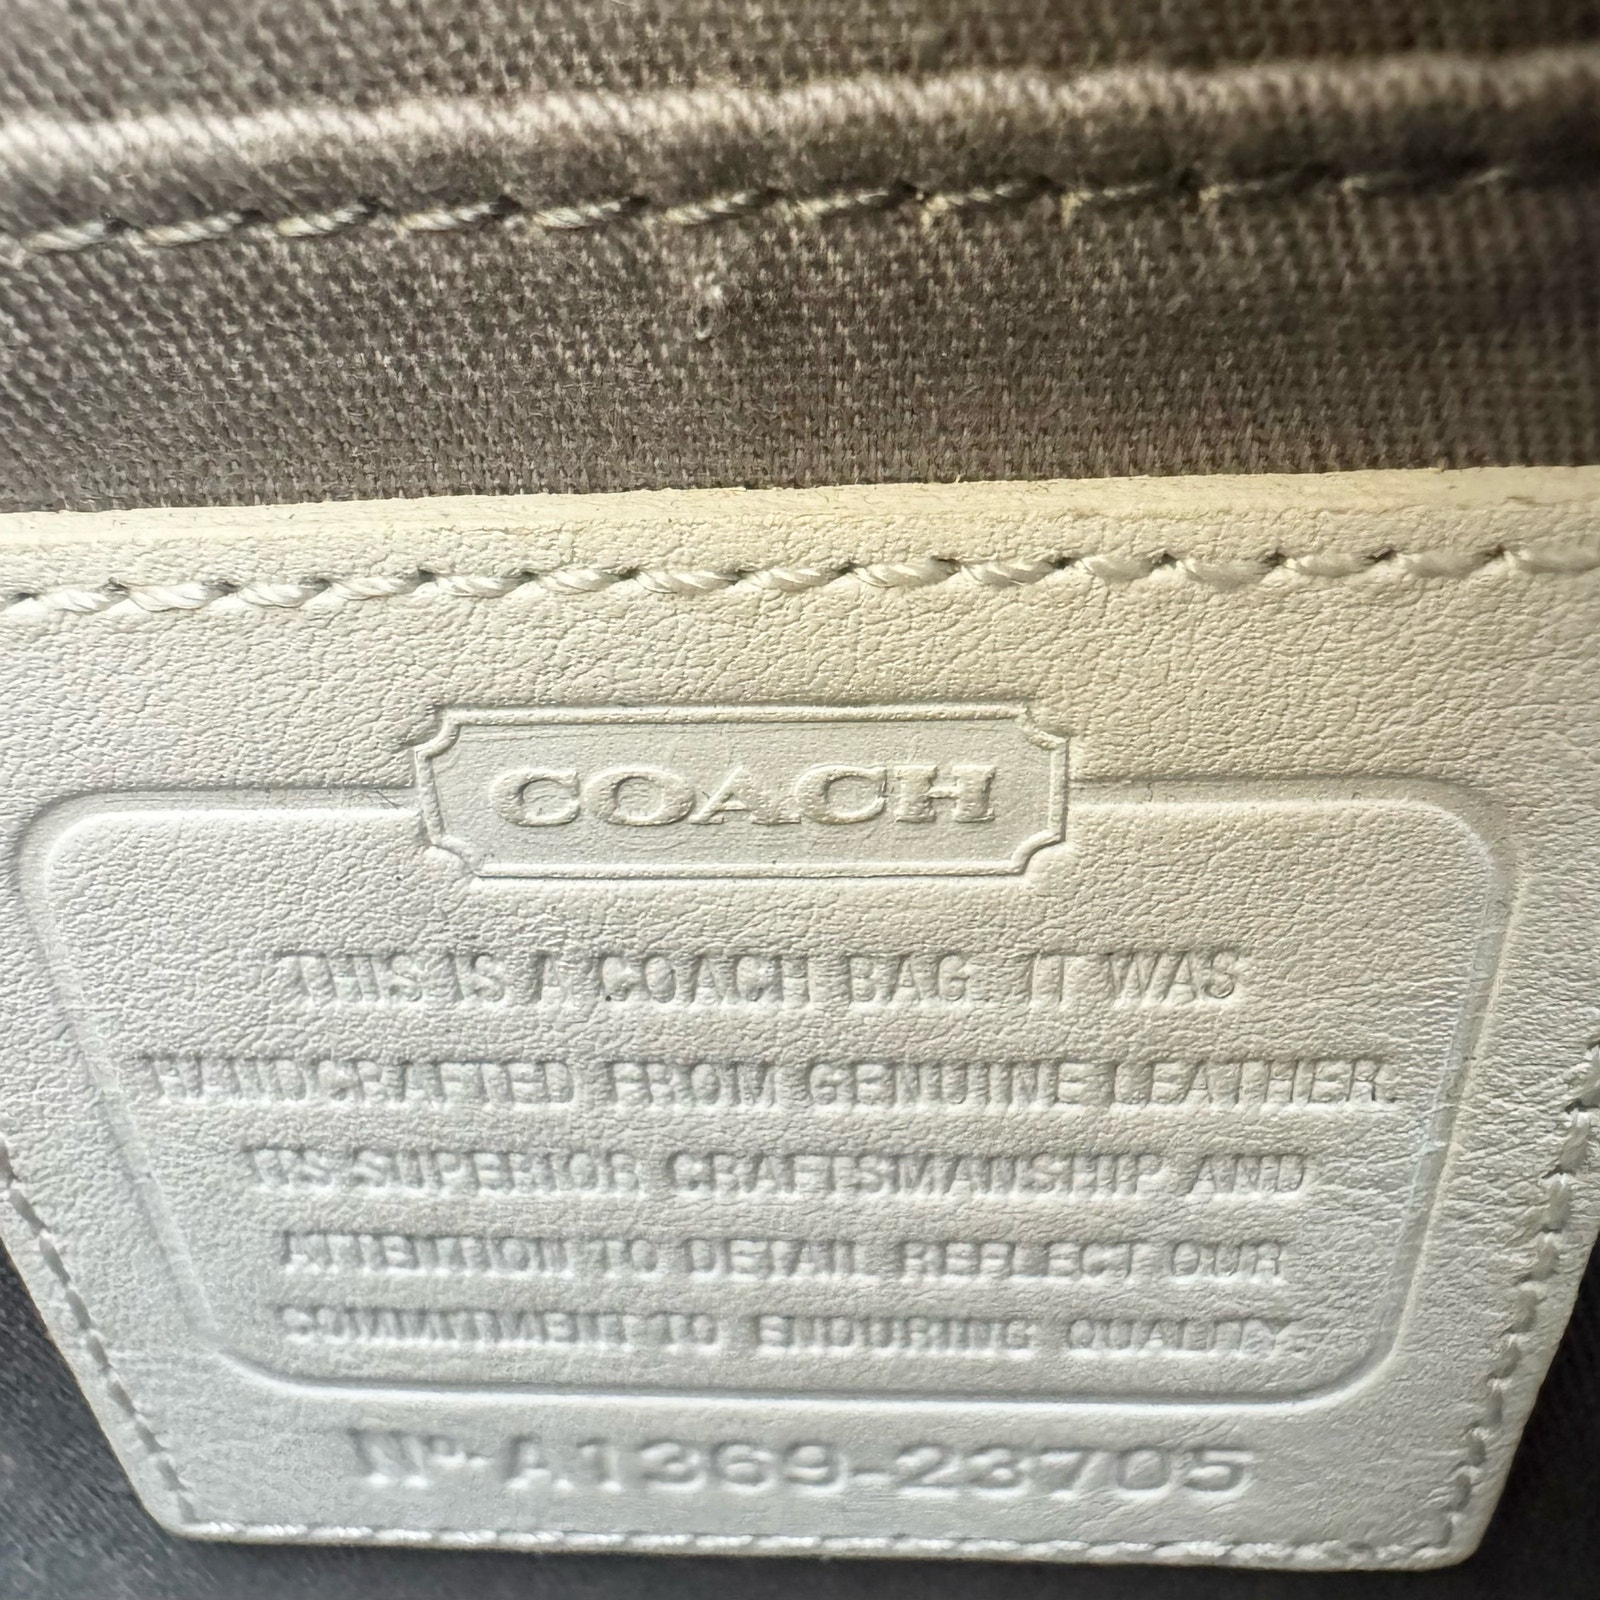 COACH
THIS IS A COACH BAG. IT WAS
HANDCRAFTED FROM GENUINE LEATHER.
ITS SUPERIOR CRAFTSMANSHIP AND
ATTENTION TO DETAIL REFLECT OUR
COMMITMENT TO ENDURING QUALITY.
Nº A1369-23705